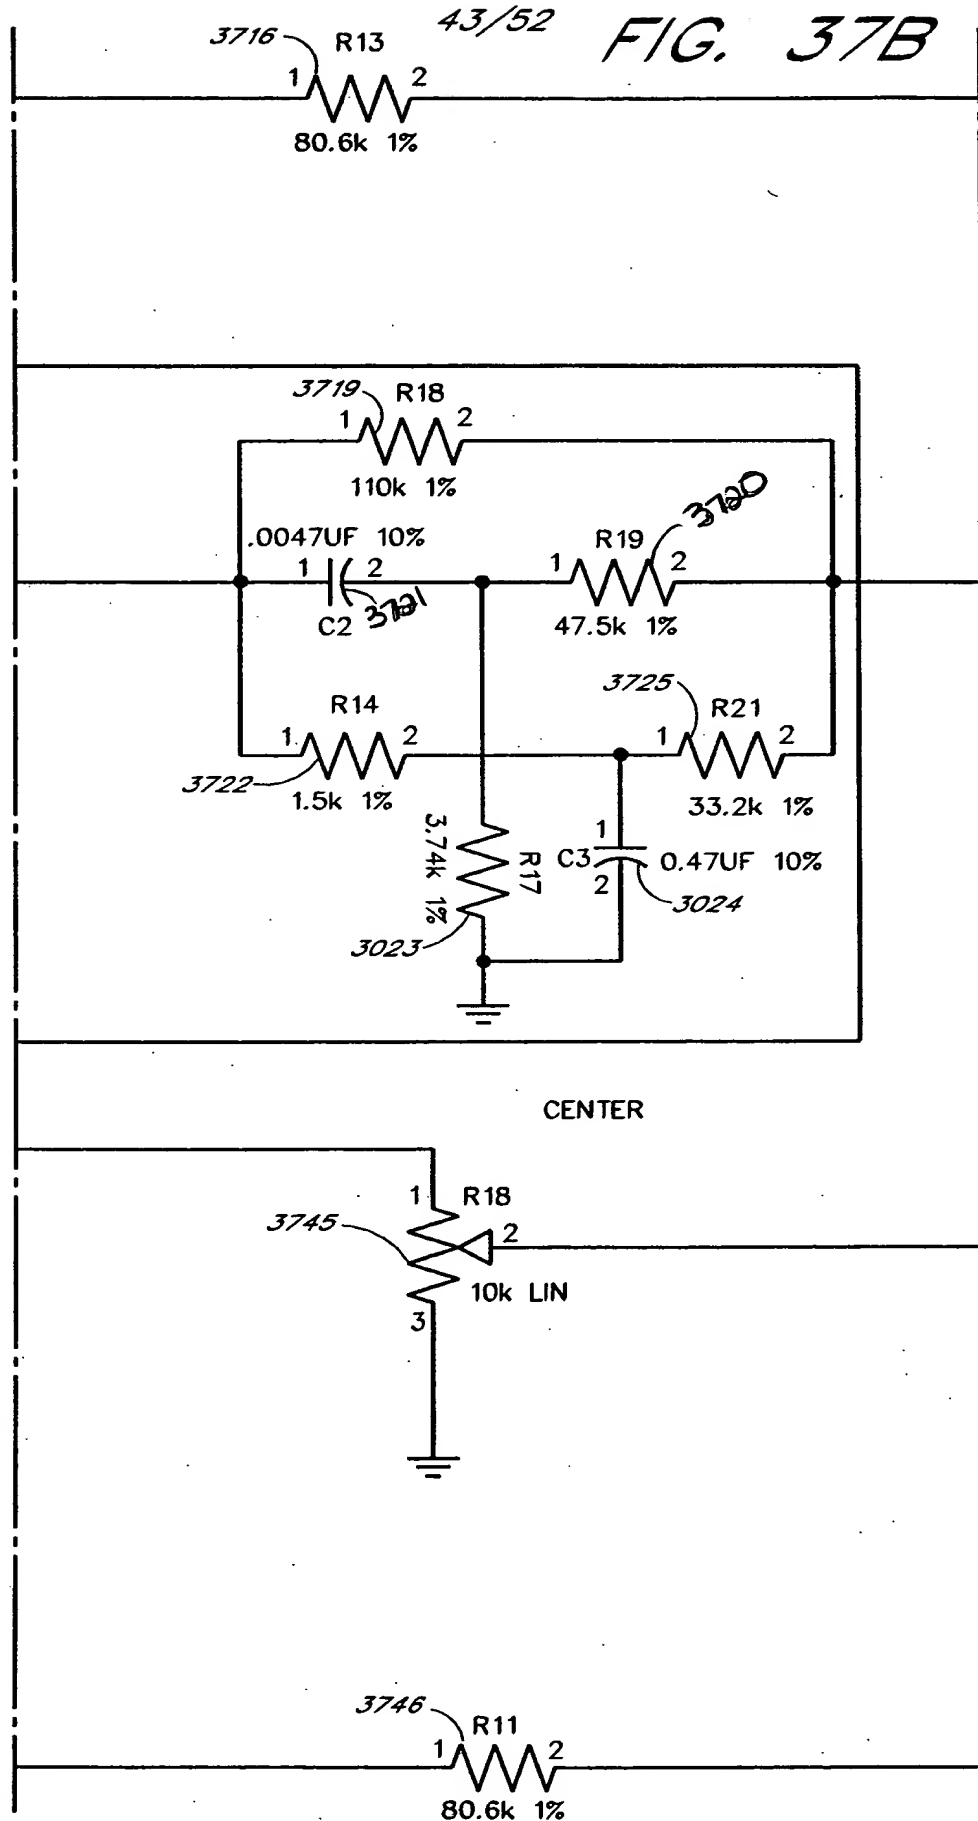 43/52
FIG. 37B
3716
R13
1 2
80.6k 1%
3719
R18
1 2
110k 1%
.0047UF 10%
1 2
C2
3721
R19
3720
1 2
47.5k 1%
R14
1 2
3722
1.5k 1%
3725
R21
1 2
33.2k 1%
3.74k 1%
R17
3023
1
C3
2
0.47UF 10%
3024
CENTER
1
R18
3745
2
10k LIN
3
3746
R11
1 2
80.6k 1%